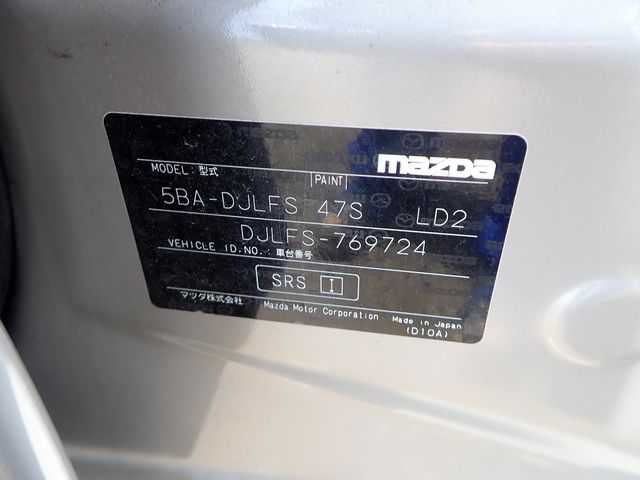 mazda
MODEL: 型式 PAINT
5BA-DJLFS 47S LD2
DJLFS-769724
VEHICLE ID.NO.: 車台番号
SRS I
マツダ株式会社 Mazda Motor Corporation Made in Japan
(D10A)